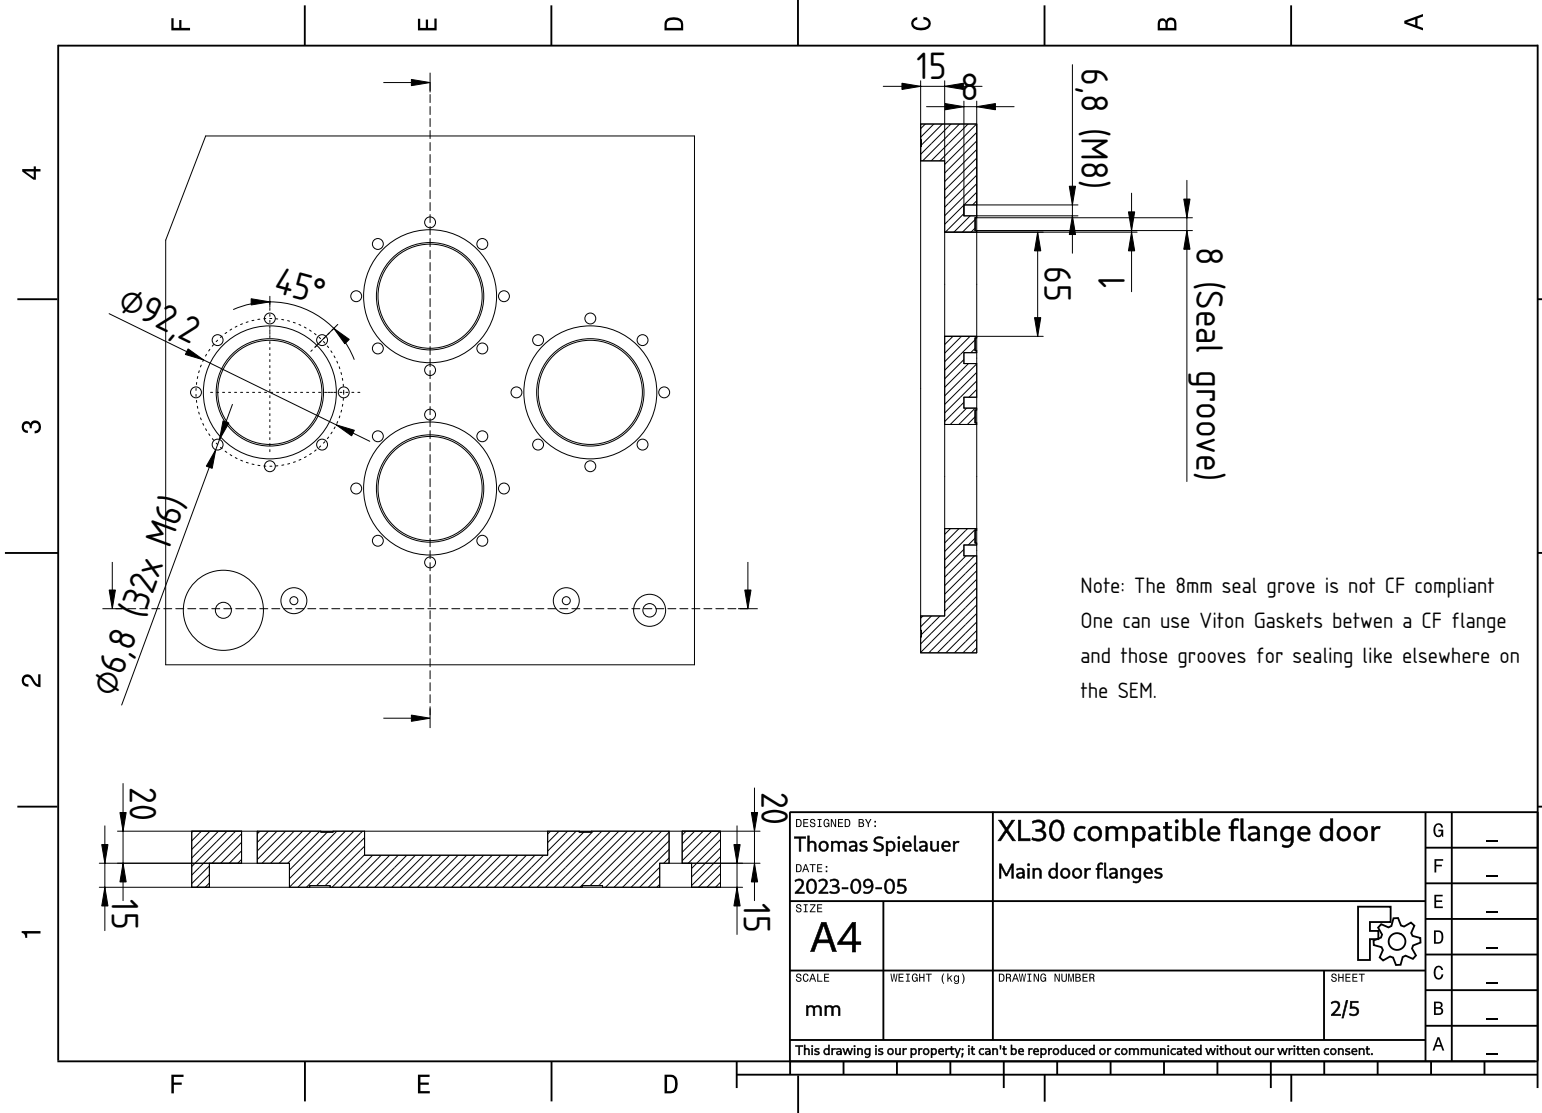 F
E
D
C
B
A
4
3
2
1
15
8
6,8 (M8)
8 (Seal groove)
1
65
45°
Ø92,2
Ø6,8 (32x M6)
Note: The 8mm seal grove is not CF compliant
One can use Viton Gaskets betwen a CF flange
and those grooves for sealing like elsewhere on
the SEM.
20
15
20
15
DESIGNED BY:
Thomas Spielauer
DATE:
2023-09-05
XL30 compatible flange door
Main door flanges
SIZE
A4
SCALE
mm
WEIGHT (kg)
DRAWING NUMBER
SHEET
2/5
G _
F _
E _
D _
C _
B _
A _
This drawing is our property; it can't be reproduced or communicated without our written consent.
F
E
D